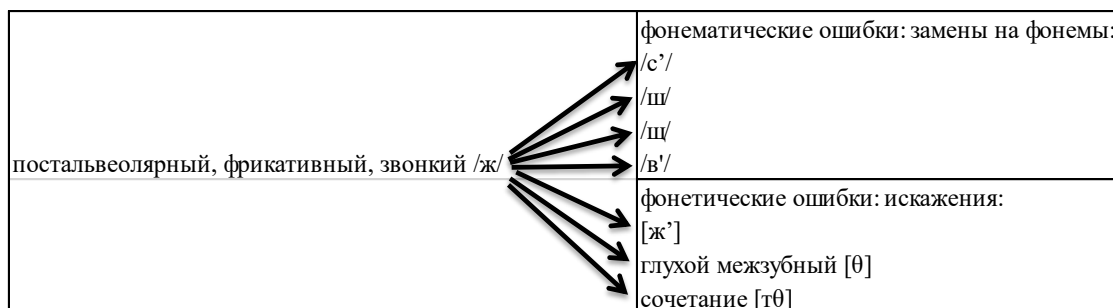 фонематические ошибки: замены на фонемы:
/с’/
/ш/
/щ/
постальвеолярный, фрикативный, звонкий /ж/
/в'/
фонетические ошибки: искажения:
[ж’]
глухой межзубный [θ]
сочетание [тθ]